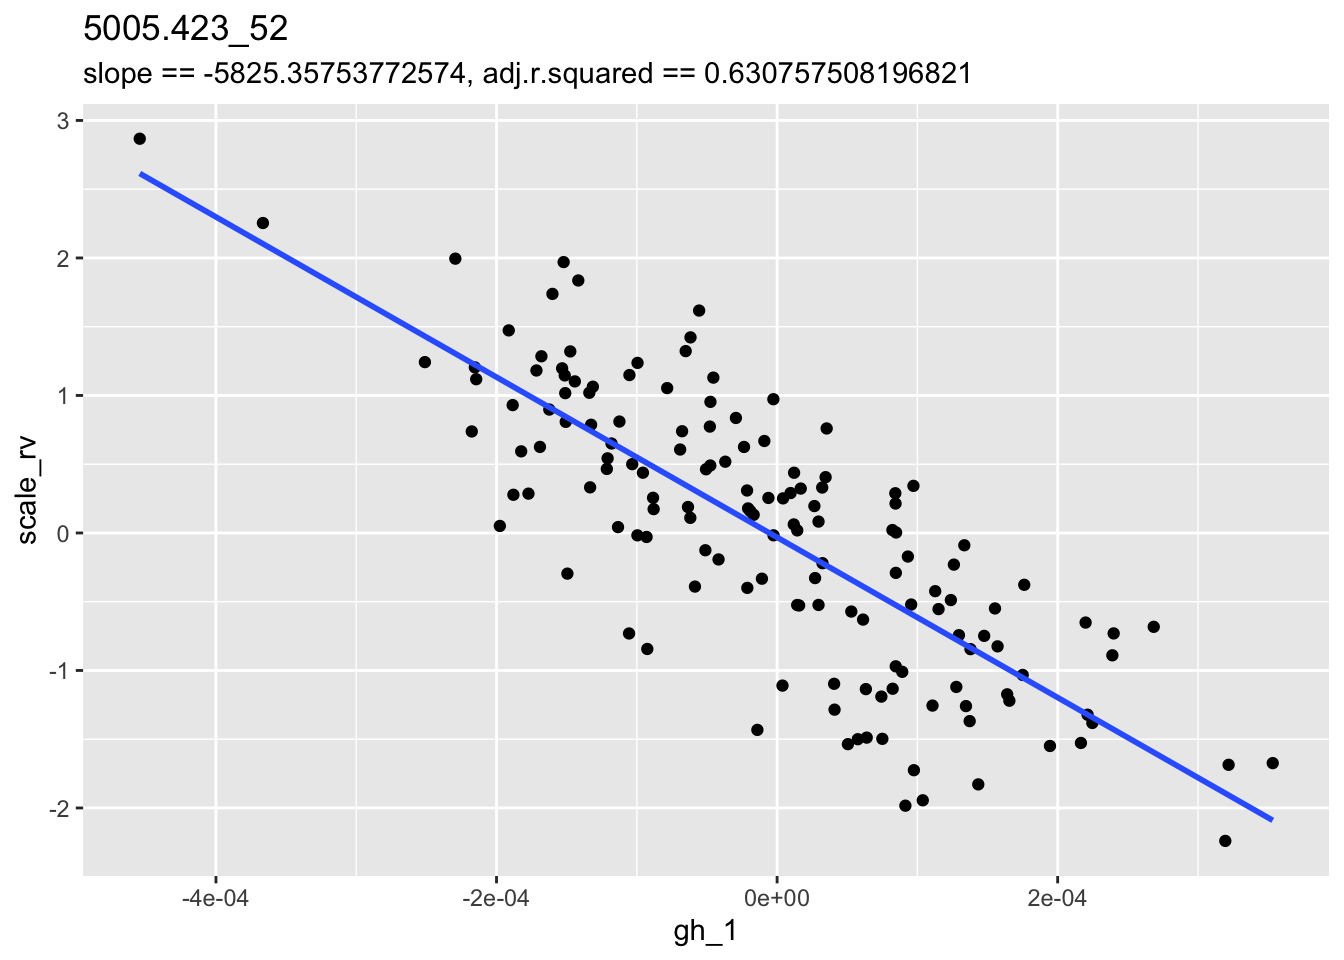 5005.423_52
slope == -5825.35753772574, adj.r.squared == 0.630757508196821
3
2
1
0
-1
-2
scale_rv
-4e-04 -2e-04 0e+00 2e-04
gh_1